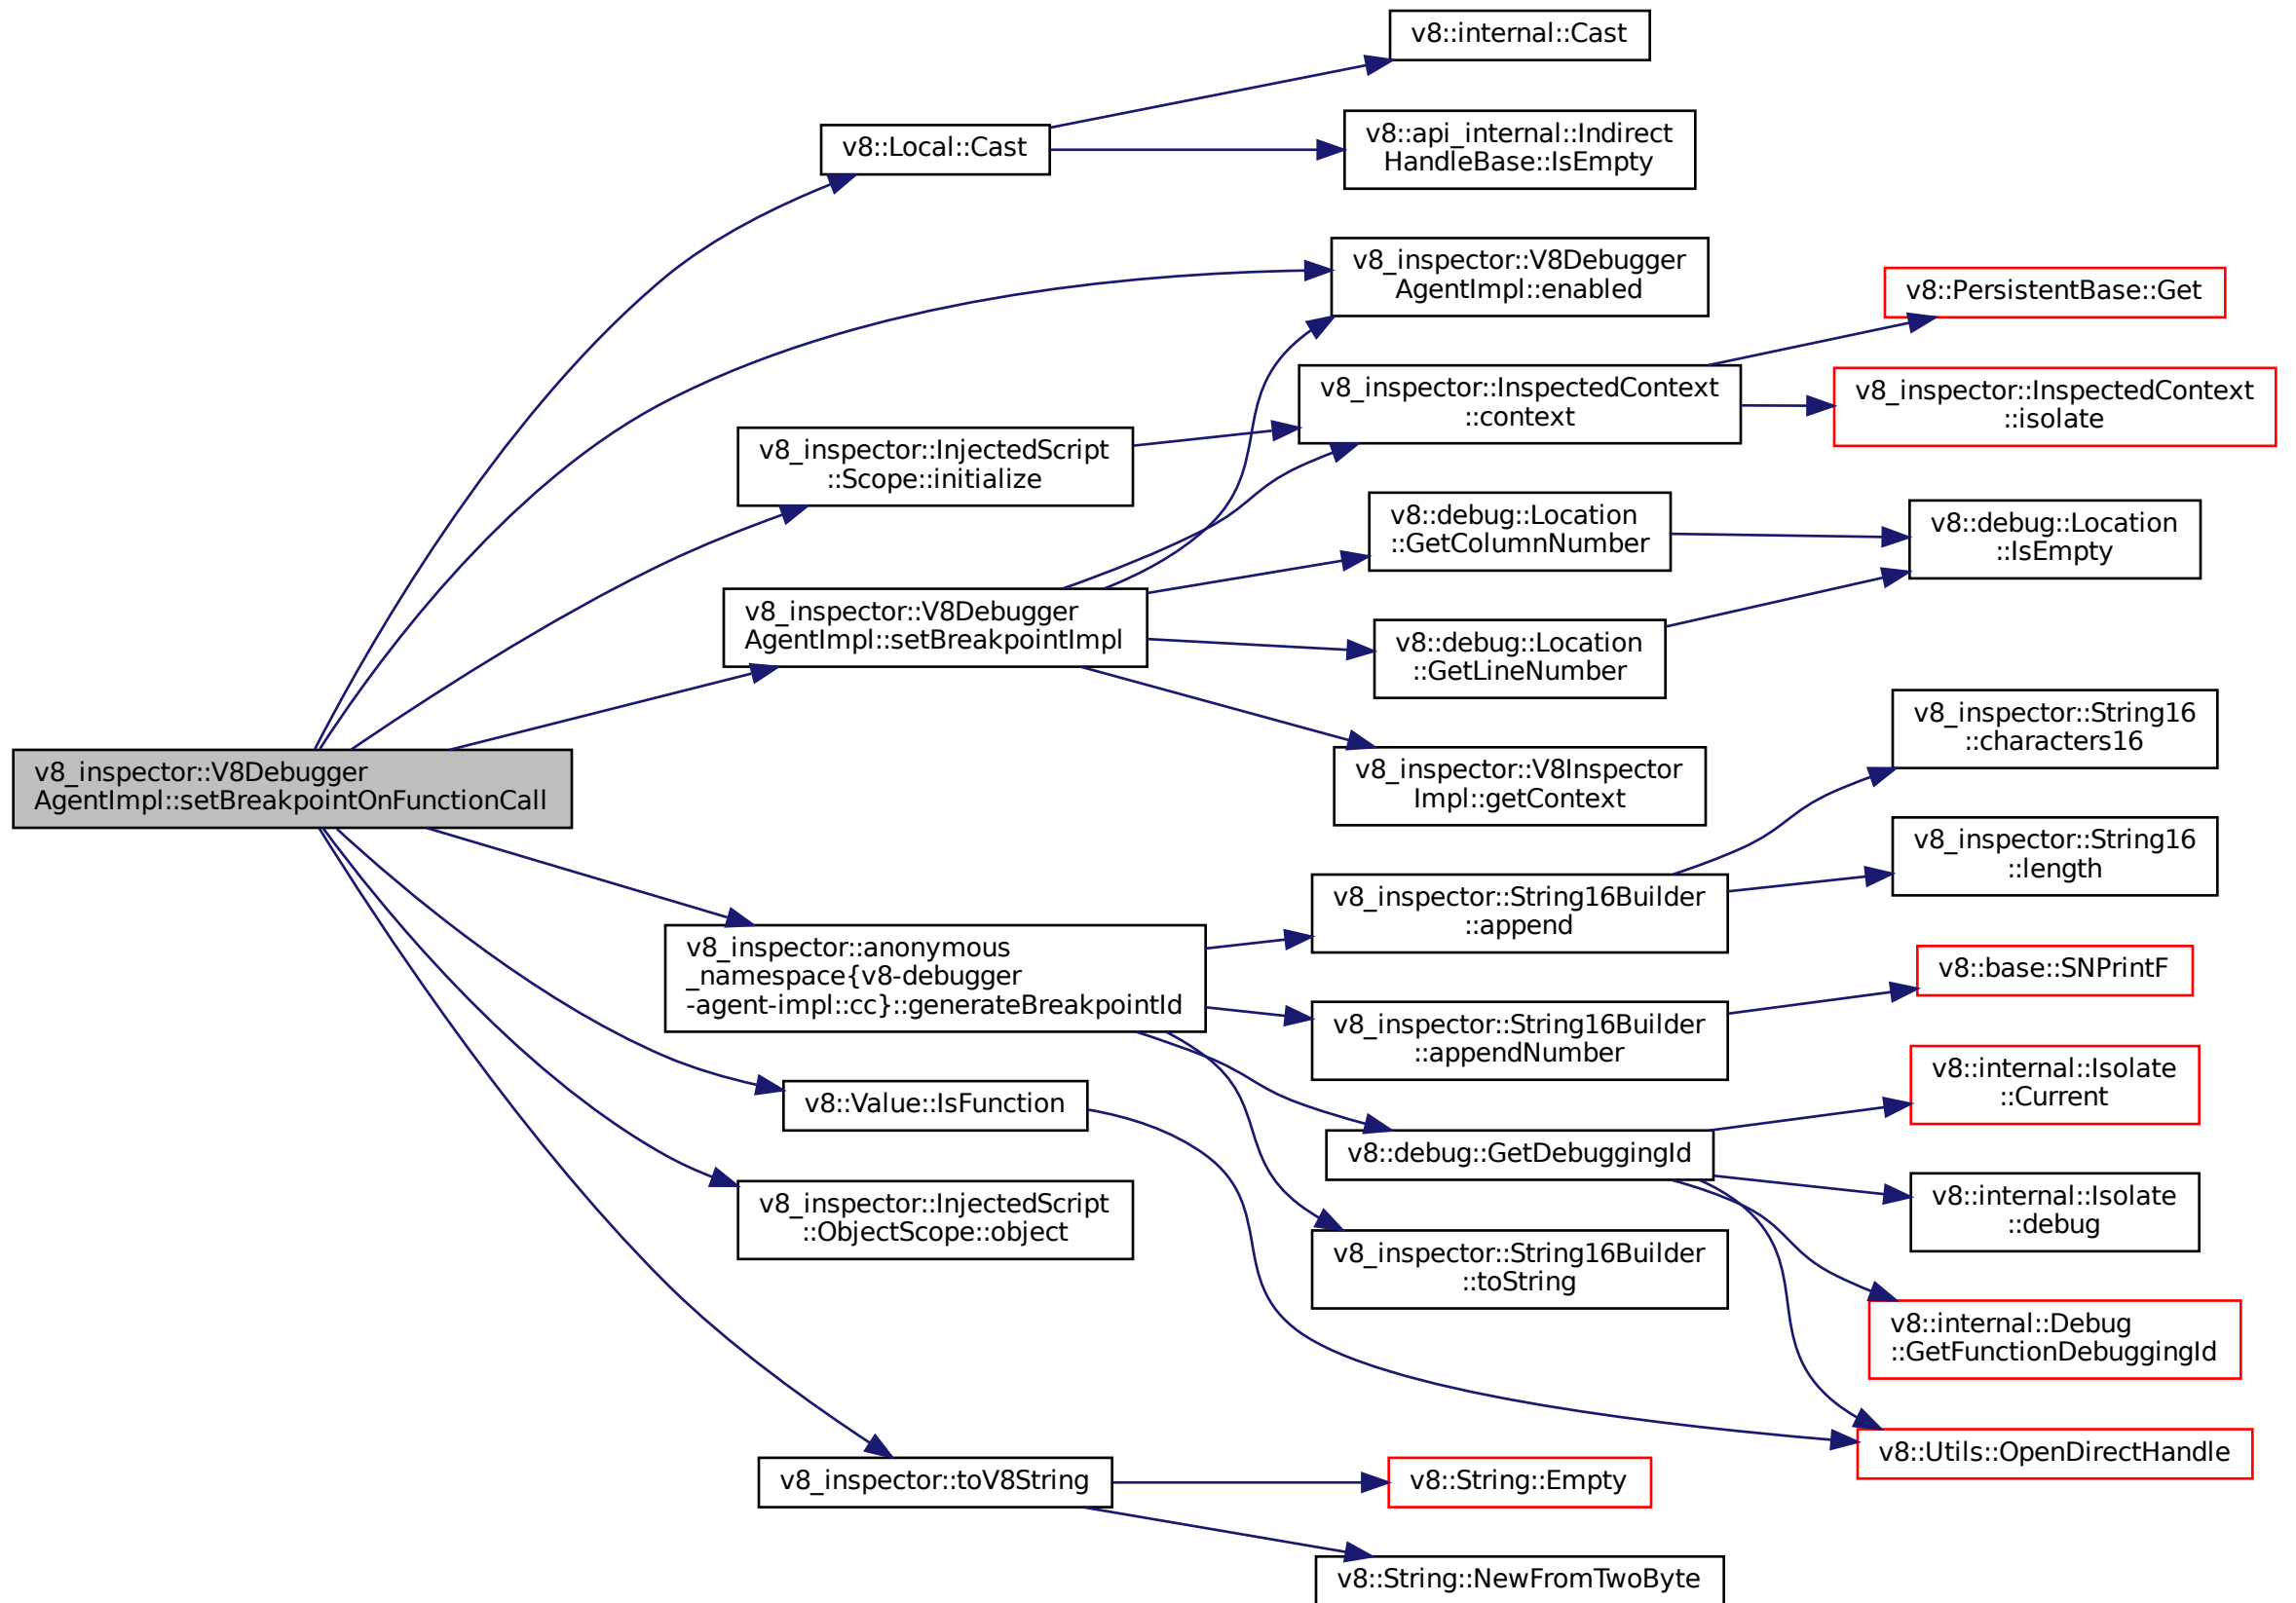 v8::internal::Cast
v8::api_internal::Indirect
HandleBase::IsEmpty
v8::Local::Cast
v8_inspector::V8Debugger
AgentImpl::enabled
v8::PersistentBase::Get
v8_inspector::InspectedContext
::context
v8_inspector::InspectedContext
::isolate
v8_inspector::InjectedScript
::Scope::initialize
v8::debug::Location
::GetColumnNumber
v8::debug::Location
::IsEmpty
v8_inspector::V8Debugger
AgentImpl::setBreakpointImpl
v8::debug::Location
::GetLineNumber
v8_inspector::String16
::characters16
v8_inspector::V8Debugger
AgentImpl::setBreakpointOnFunctionCall
v8_inspector::V8Inspector
Impl::getContext
v8_inspector::String16
::length
v8_inspector::String16Builder
::append
v8_inspector::anonymous
_namespace{v8-debugger
-agent-impl::cc}::generateBreakpointId
v8::base::SNPrintF
v8_inspector::String16Builder
::appendNumber
v8::internal::Isolate
::Current
v8::Value::IsFunction
v8::debug::GetDebuggingId
v8::internal::Isolate
::debug
v8_inspector::InjectedScript
::ObjectScope::object
v8_inspector::String16Builder
::toString
v8::internal::Debug
::GetFunctionDebuggingId
v8::Utils::OpenDirectHandle
v8_inspector::toV8String
v8::String::Empty
v8::String::NewFromTwoByte